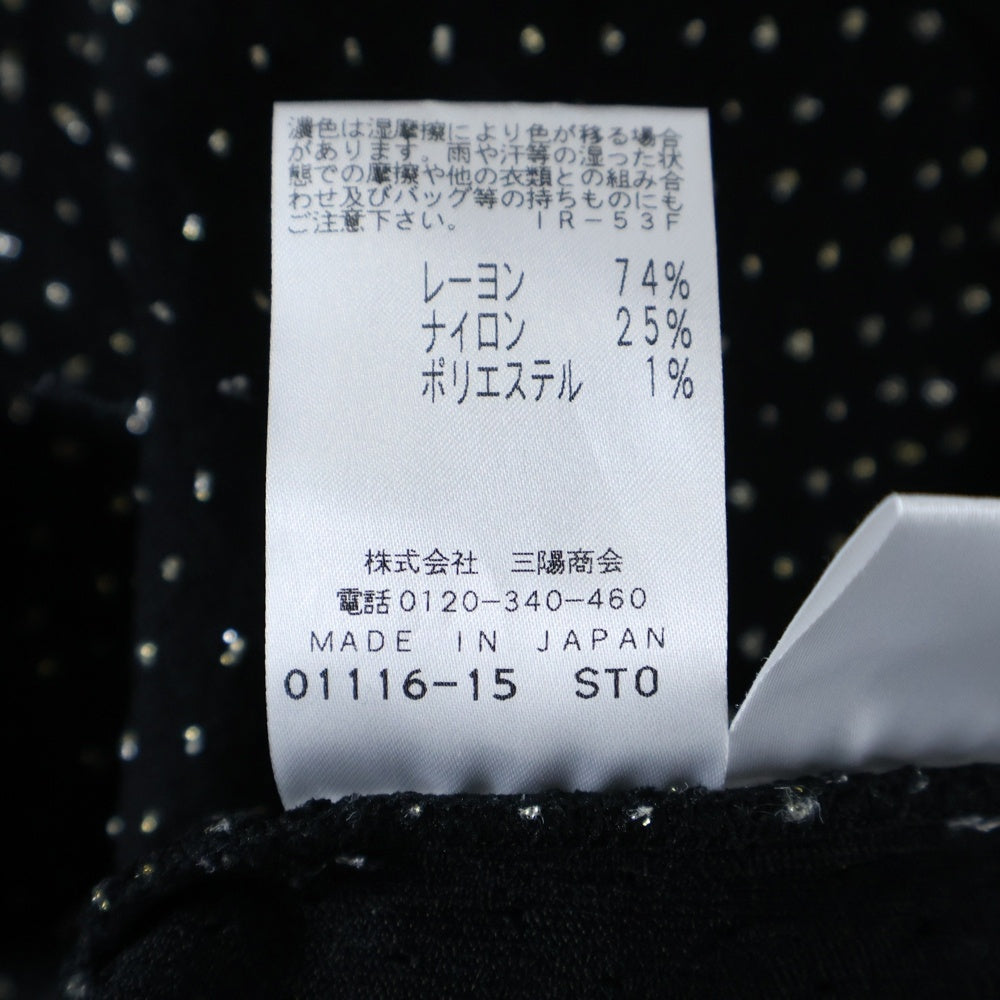 濃色は湿摩擦により色が移る場合
があります。雨や汗等の湿った状
態での摩擦や他の衣類との組み合
わせ及びバッグ等の持ちものにも
ご注意下さい。 IR-53F
レーヨン 74%
ナイロン 25%
ポリエステル 1%
株式会社 三陽商会
電話0120-340-460
MADE IN JAPAN
01116-15 STO